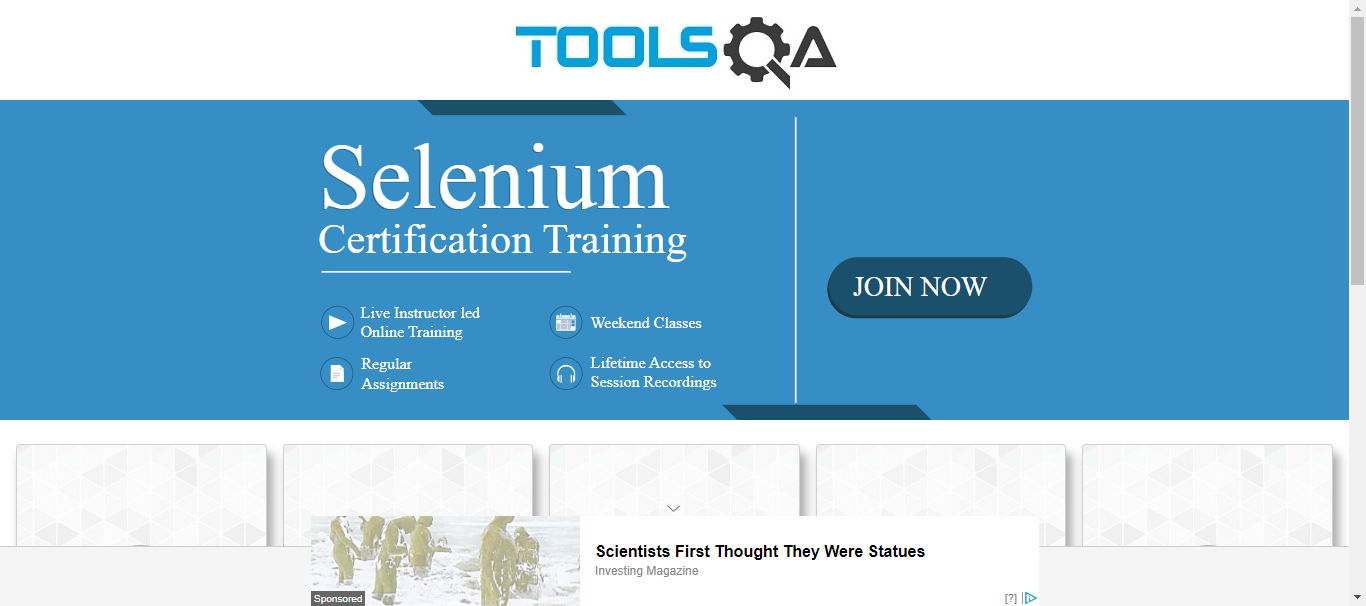 TOOLSQA
Selenium
Certification Training
JOIN NOW
Live Instructor led
Online Training
Weekend Classes
Regular
Assignments
Lifetime Access to
Session Recordings
Scientists First Thought They Were Statues
Investing Magazine
Sponsored
[?]